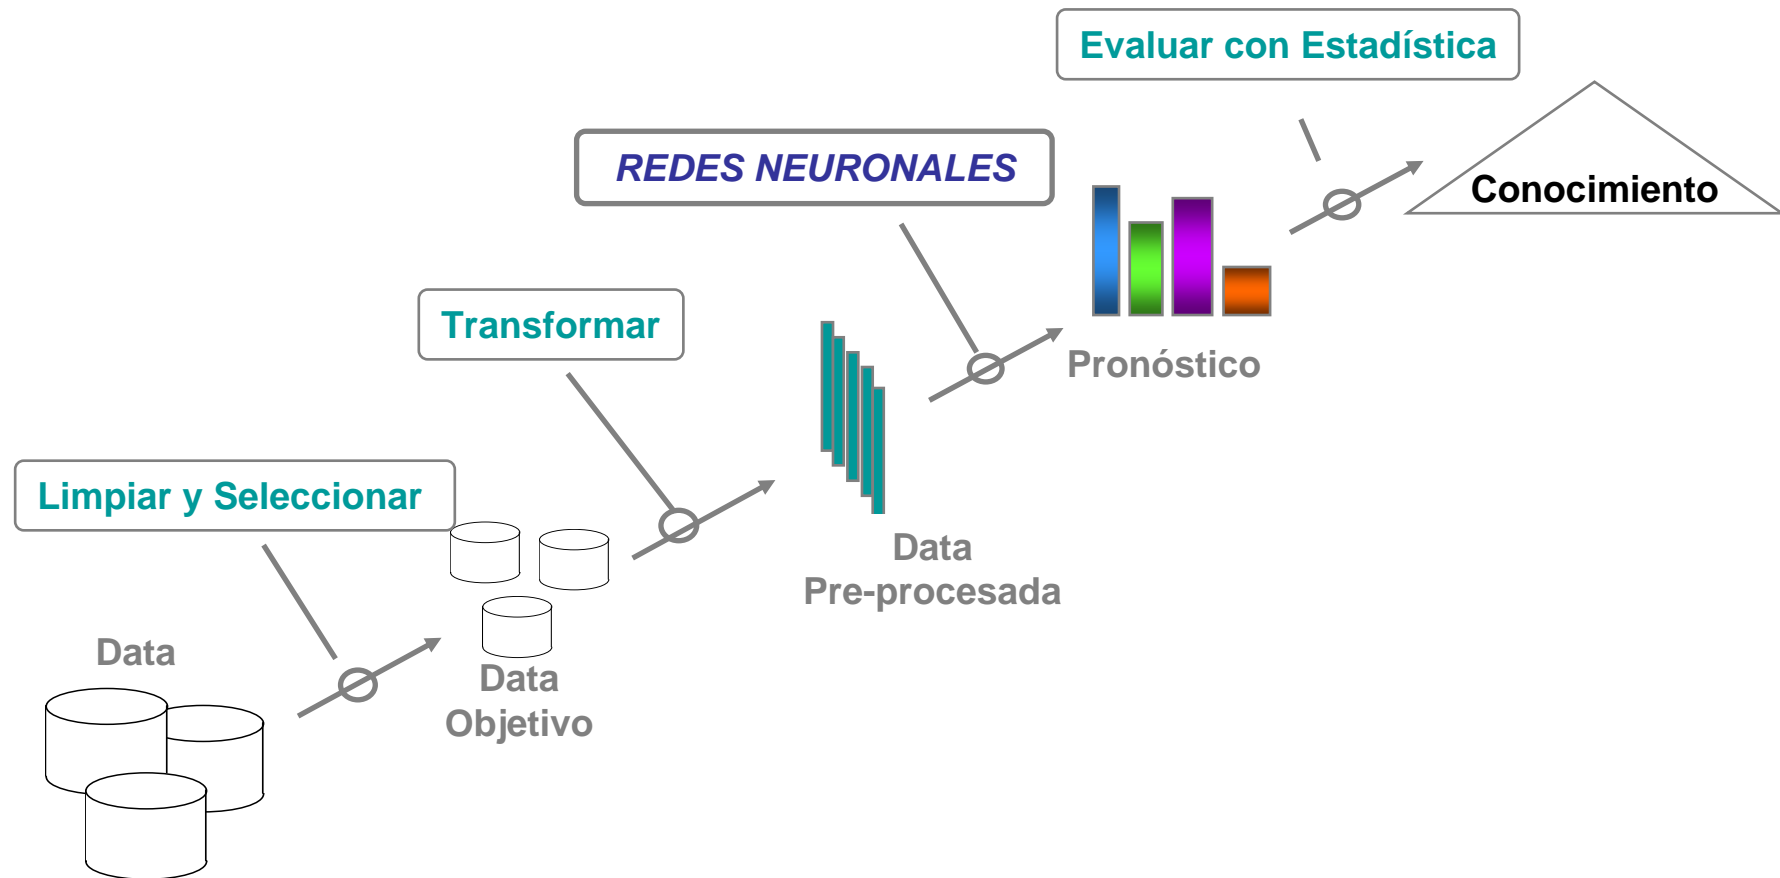 Evaluar con Estadística
REDES NEURONALES
Conocimiento
Transformar
Pronóstico
Limpiar y Seleccionar
Data
Pre-procesada
Data
Data
Objetivo